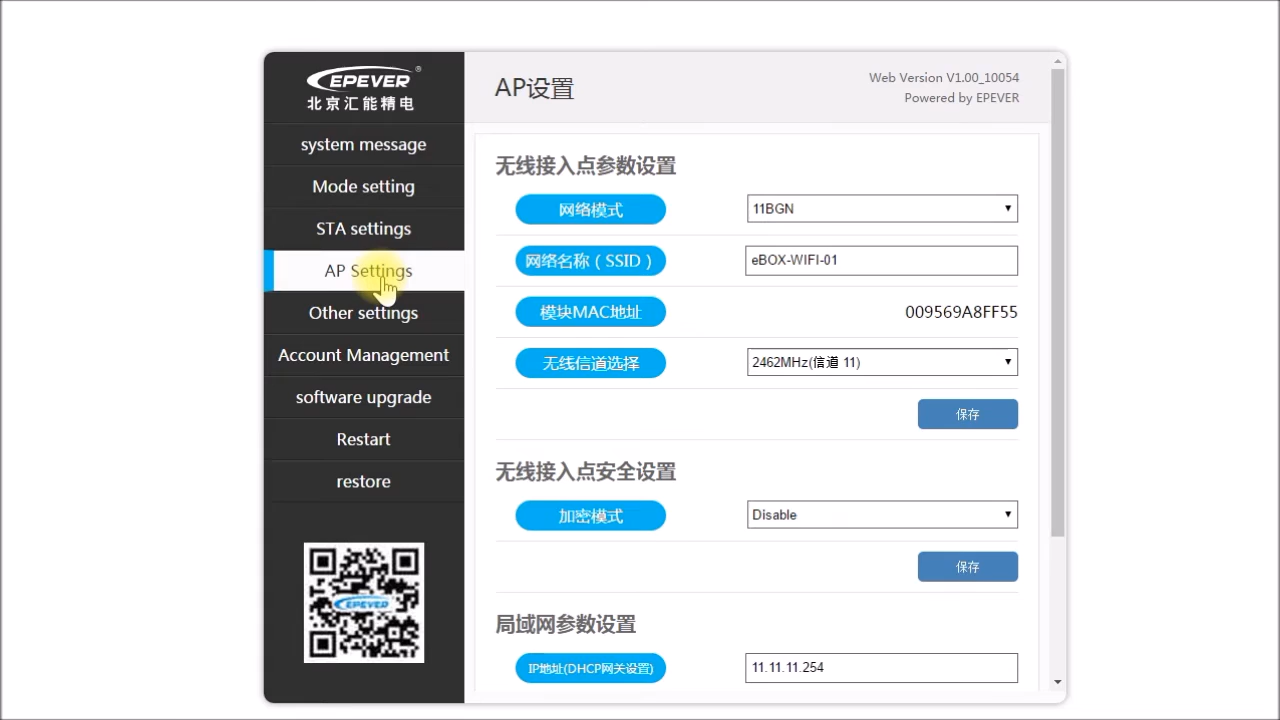 EPEVER®
北京汇能精电
system message
Mode setting
STA settings
AP Settings
Other settings
Account Management
software upgrade
Restart
restore
EPEVER
AP设置
Web Version V1.00_10054
Powered by EPEVER
无线接入点参数设置
网络模式 11BGN
网络名称（SSID ） eBOX-WIFI-01
模块MAC地址 009569A8FF55
无线信道选择 2462MHz(信道 11)
保存
无线接入点安全设置
加密模式 Disable
保存
局域网参数设置
IP地址(DHCP网关设置) 11.11.11.254